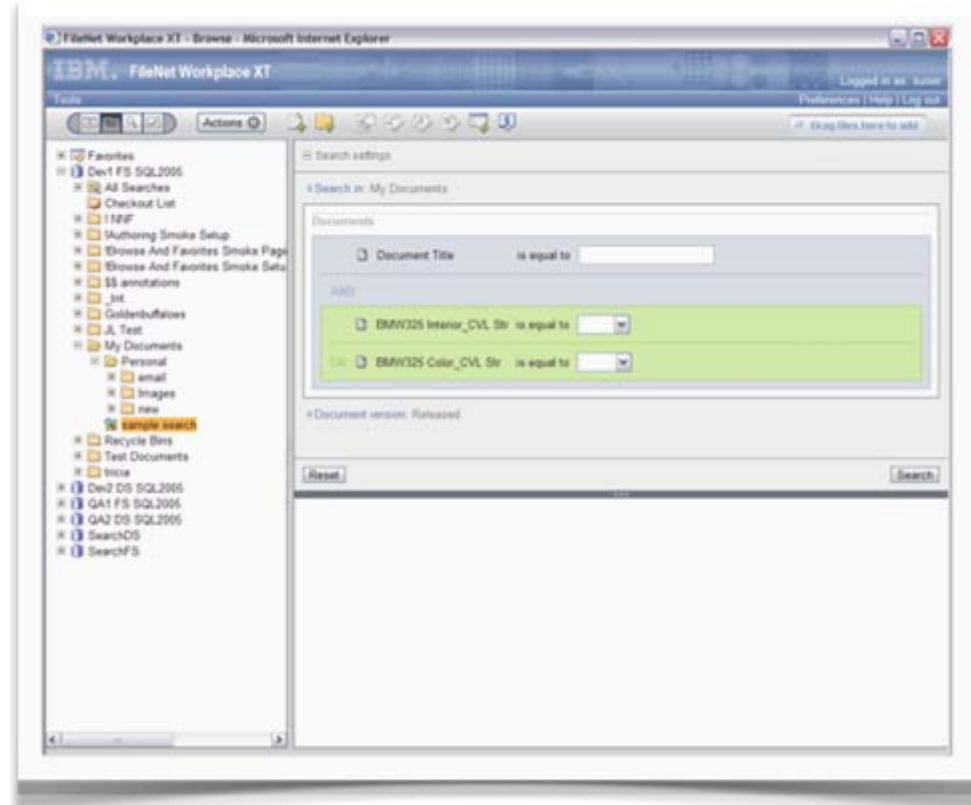 FileNet Workplace XT - Browse - Microsoft Internet Explorer
IBM. FileNet Workplace XT
Logged in as:
Tools
Preferences | Help | Log out
Actions
Drag files here to add
Favorites
Dev1 FS SQL2005
All Searches
Checkout List
!Authoring Smoke Setup
!Browse And Favorites Smoke Page
!Browse And Favorites Smoke Setu
$$ annotations
Goldenbuffaloes
JL Test
My Documents
Personal
email
Images
new
sample search
Recycle Bins
Test Documents
tricia
Dev2 DS SQL2005
QA1 FS SQL2005
QA2 DS SQL2005
SearchDS
SearchFS
Search settings
Search in: My Documents
Documents
Document Title is equal to
AND
BMW325 Interior_CVL Str is equal to
OR BMW325 Color_CVL Str is equal to
Document version: Released
Reset
Search